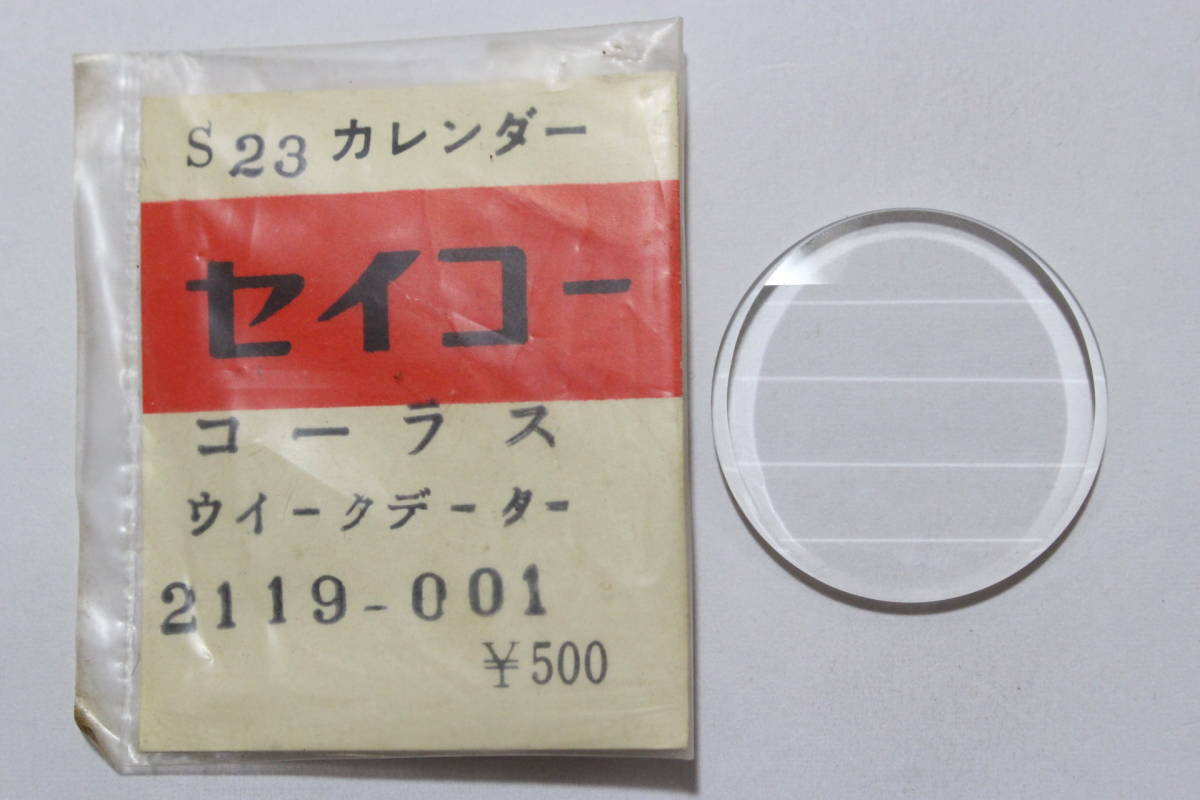 S 23 カレンダー
セイコー
コーラス
ウイークデーター
2119-001
¥500